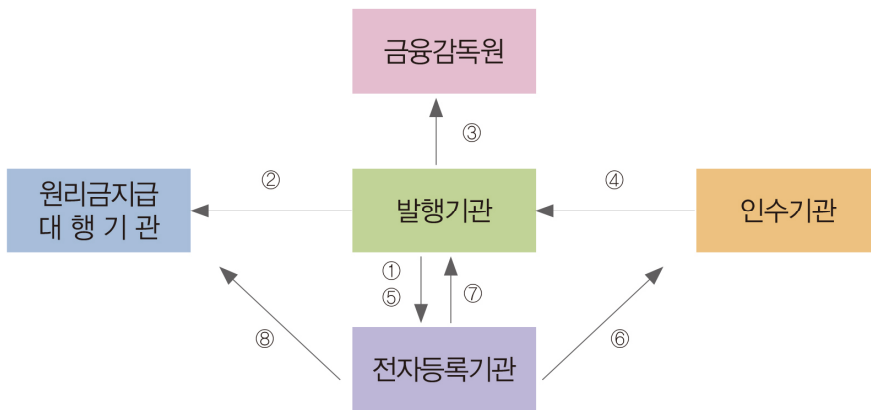 금융감독원
③
②
④
원리금지급
대 행 기 관
발행기관
인수기관
①
⑤
⑦
⑧
⑥
전자등록기관